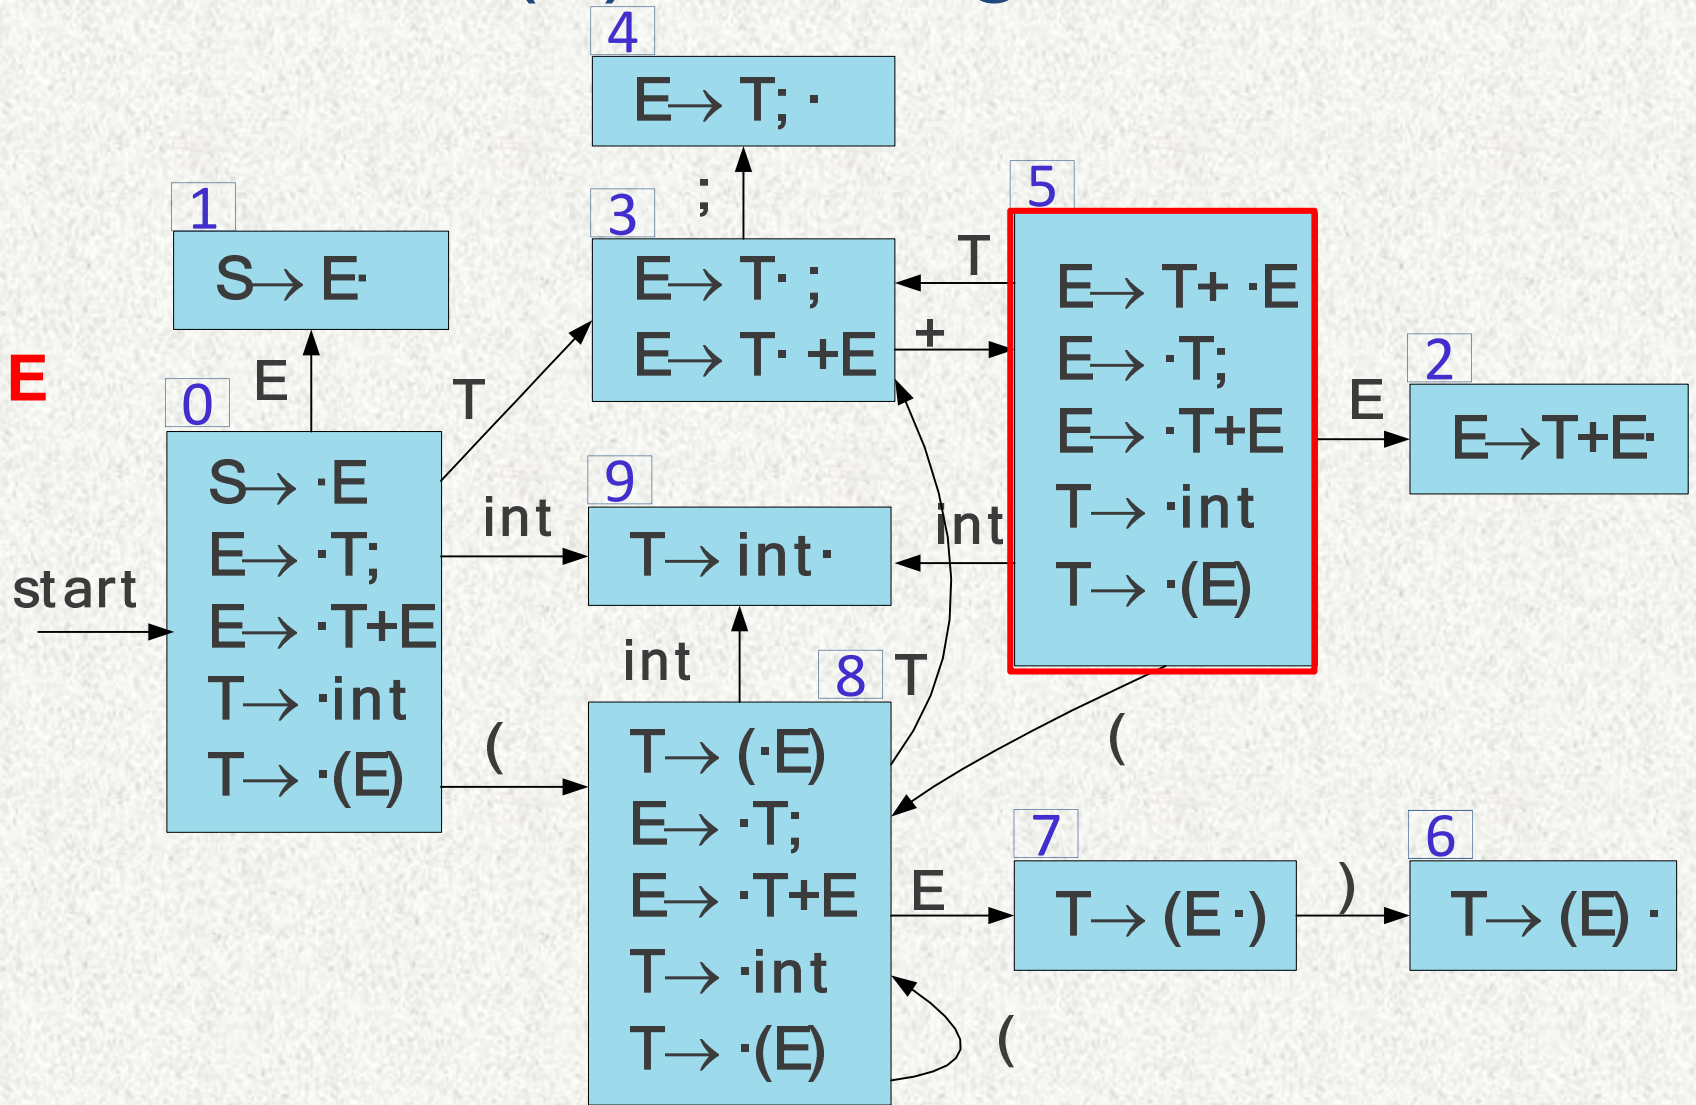 4
E→ T; ·
;
1
S→ E·
3
E→ T· ;
E→ T· +E
T
+
5
E→ T+ ·E
E→ ·T;
E→ ·T+E
T→ ·int
T→ ·(E)
E
2
E→T+E·
E
E
T
0
S→ ·E
E→ ·T;
E→ ·T+E
T→ ·int
T→ ·(E)
start
int
9
T→ int·
int
int
(
8
T
T→ (·E)
E→ ·T;
E→ ·T+E
T→ ·int
T→ ·(E)
(
E
7
T→ (E ·)
)
6
T→ (E) ·
(